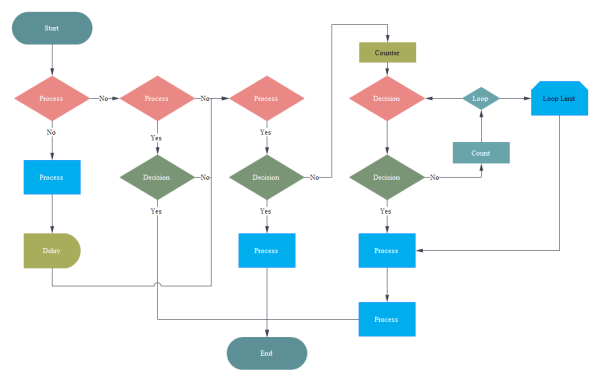 Start
Counter
Process
No
Process
No
Process
Decision
Loop
Loop Limit
No
Yes
Yes
Process
Decision
No
Decision
No
Decision
No
Count
Yes
Yes
Yes
Delay
Process
Process
Process
End